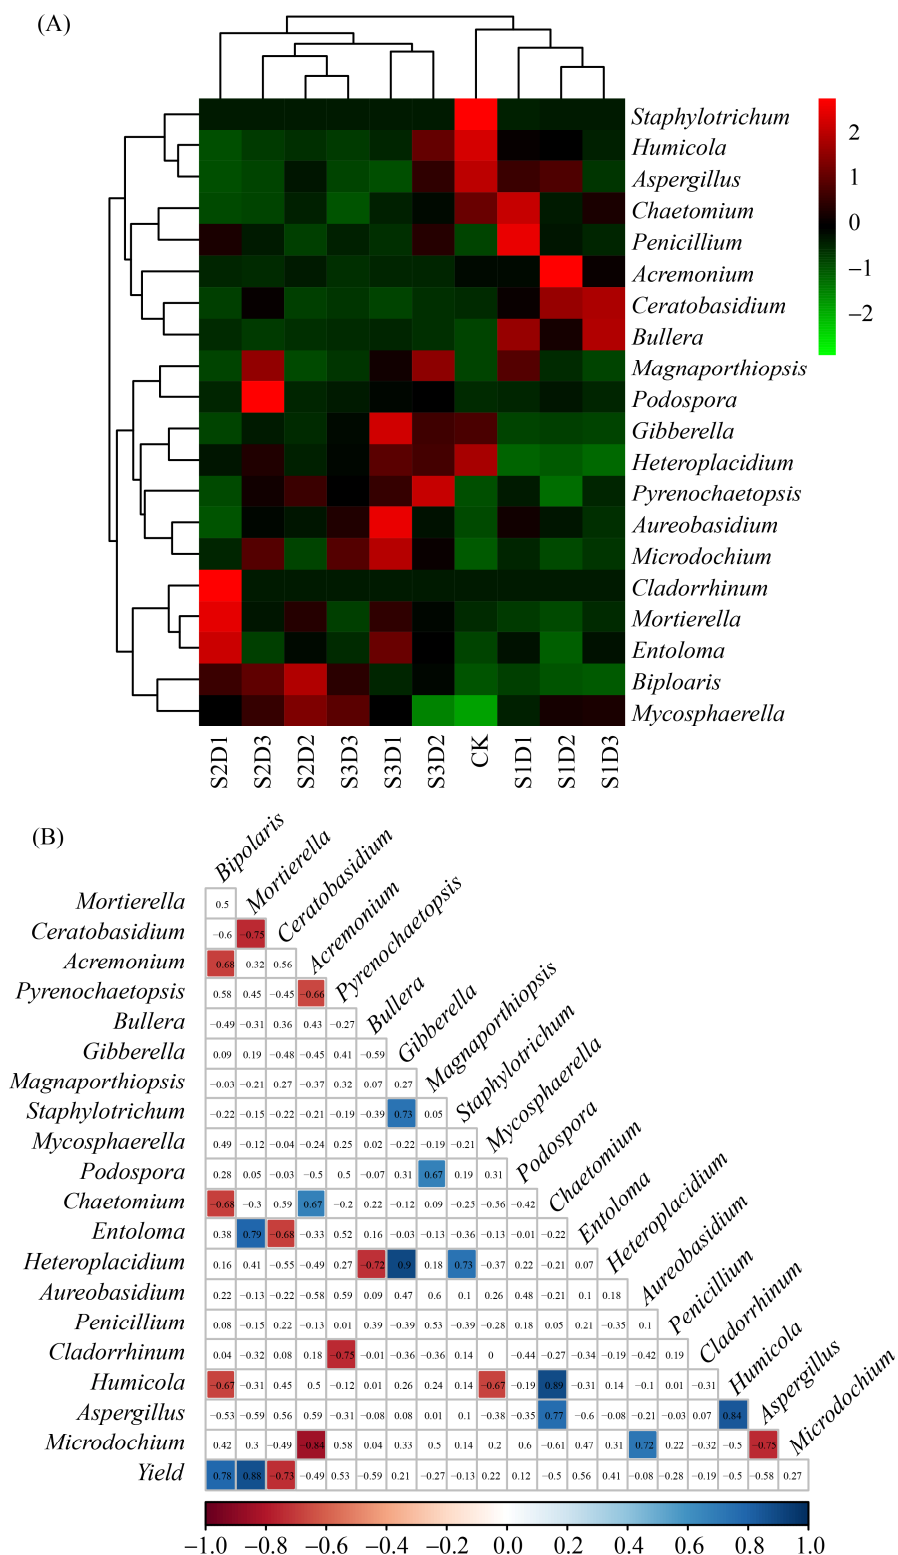 (A)
Staphylotrichum
Humicola
Aspergillus
Chaetomium
Penicillium
Acremonium
Ceratobasidium
Bullera
Magnaporthiopsis
Podospora
Gibberella
Heteroplacidium
Pyrenochaetopsis
Aureobasidium
Microdochium
Cladorrhinum
Mortierella
Entoloma
Biploaris
Mycosphaerella
2
1
0
−1
−2
S2D1 S2D3 S2D2 S3D3 S3D1 S3D2 CK S1D1 S1D2 S1D3
(B)
Bipolaris
Mortierella
Ceratobasidium
Acremonium
Pyrenochaetopsis
Bullera
Gibberella
Magnaporthiopsis
Staphylotrichum
Mycosphaerella
Podospora
Chaetomium
Entoloma
Heteroplacidium
Aureobasidium
Penicillium
Cladorrhinum
Humicola
Aspergillus
Microdochium
Mortierella 0.5
Ceratobasidium −0.6 −0.75
Acremonium −0.68 0.32 0.56
Pyrenochaetopsis 0.58 0.45 −0.45 −0.66
Bullera −0.49 −0.31 0.36 0.43 −0.27
Gibberella 0.09 0.19 −0.48 −0.45 0.41 −0.59
Magnaporthiopsis −0.03 −0.21 0.27 −0.37 0.32 0.07 0.27
Staphylotrichum −0.22 −0.15 −0.22 −0.21 −0.19 −0.39 0.73 0.05
Mycosphaerella 0.49 −0.12 −0.04 −0.24 0.25 0.02 −0.22 −0.19 −0.21
Podospora 0.28 0.05 −0.03 −0.5 0.5 −0.07 0.31 0.67 0.19 0.31
Chaetomium −0.68 −0.3 0.59 0.67 −0.2 0.22 −0.12 0.09 −0.25 −0.56 −0.42
Entoloma 0.38 0.79 −0.68 −0.33 0.52 0.16 −0.03 −0.13 −0.36 −0.13 −0.01 −0.22
Heteroplacidium 0.16 0.41 −0.55 −0.49 0.27 −0.72 0.9 0.18 0.73 −0.37 0.22 −0.21 0.07
Aureobasidium 0.22 −0.13 −0.22 −0.58 0.59 0.09 0.47 0.6 0.1 0.26 0.48 −0.21 0.1 0.18
Penicillium 0.08 −0.15 0.22 −0.13 0.01 0.39 −0.39 0.53 −0.39 −0.28 0.18 0.05 0.21 −0.35 0.1
Cladorrhinum 0.04 −0.32 0.08 0.18 −0.75 −0.01 −0.36 −0.36 0.14 0 −0.44 −0.27 −0.34 −0.19 −0.42 0.19
Humicola −0.67 −0.31 0.45 0.5 −0.12 0.01 0.26 0.24 0.14 −0.67 −0.19 0.89 −0.31 0.14 −0.1 0.01 −0.31
Aspergillus −0.53 −0.59 0.56 0.59 −0.31 −0.08 0.08 0.01 0.1 −0.38 −0.35 0.77 −0.6 −0.08 −0.21 −0.03 0.07 0.84
Microdochium 0.42 0.3 −0.49 −0.84 0.58 0.04 0.33 0.5 0.14 0.2 0.6 −0.61 0.47 0.31 0.72 0.22 −0.32 −0.5 −0.75
Yield 0.78 0.88 −0.73 −0.49 0.53 −0.59 0.21 −0.27 −0.13 0.22 0.12 −0.5 0.56 0.41 −0.08 −0.28 −0.19 −0.5 −0.58 0.27
−1.0 −0.8 −0.6 −0.4 −0.2 0.0 0.2 0.4 0.6 0.8 1.0